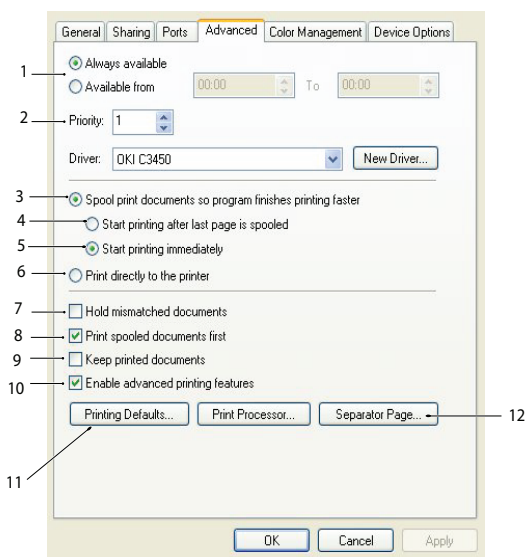 General Sharing Ports Advanced Color Management Device Options
1 Always available
Available from 00:00 To 00:00
2 Priority: 1
Driver: OKI C3450 New Driver...
3 Spool print documents so program finishes printing faster
4 Start printing after last page is spooled
5 Start printing immediately
6 Print directly to the printer
7 Hold mismatched documents
8 Print spooled documents first
9 Keep printed documents
10 Enable advanced printing features
Printing Defaults... Print Processor... Separator Page... 12
11
OK Cancel Apply